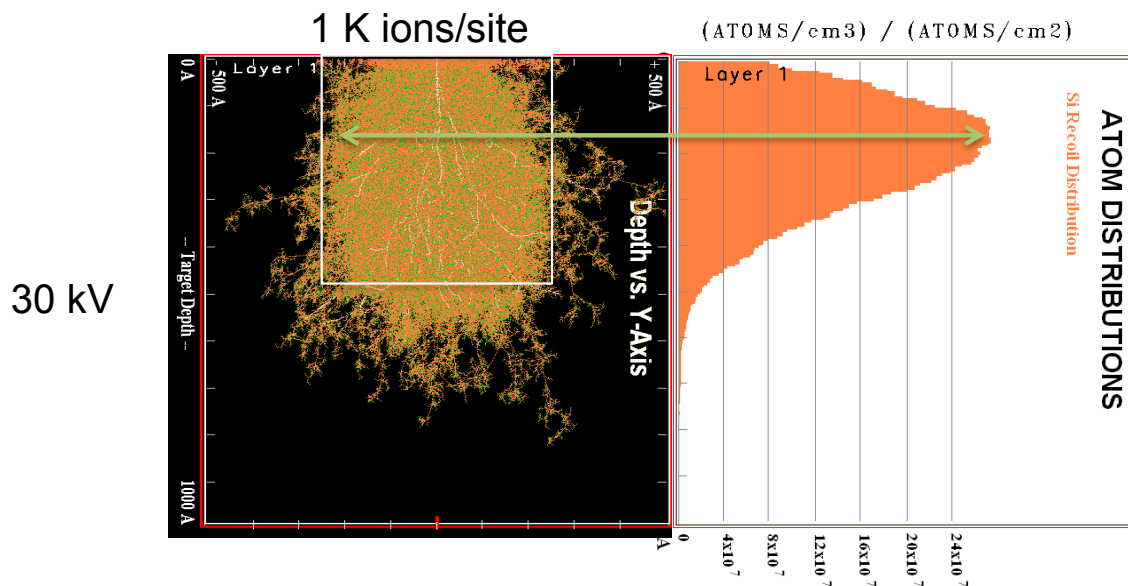 1 K ions/site
(ATOMS/cm3) / (ATOMS/cm2)
30 kV
Layer 1
0 A
- 500 A
+ 500 A
Depth vs. Y-Axis
-- Target Depth --
1000 A
A
Layer 1
Si Recoil Distribution
ATOM DISTRIBUTIONS
0
4x10^7
8x10^7
12x10^7
16x10^7
20x10^7
24x10^7